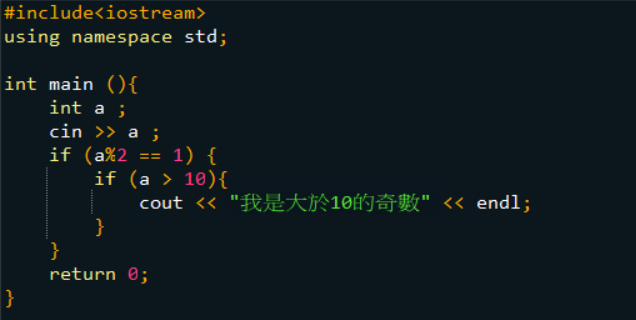 #include<iostream>
using namespace std;

int main (){
    int a ;
    cin >> a ;
    if (a%2 == 1) {
        if (a > 10){
            cout << "我是大於10的奇數" << endl;
        }
    }
    return 0;
}